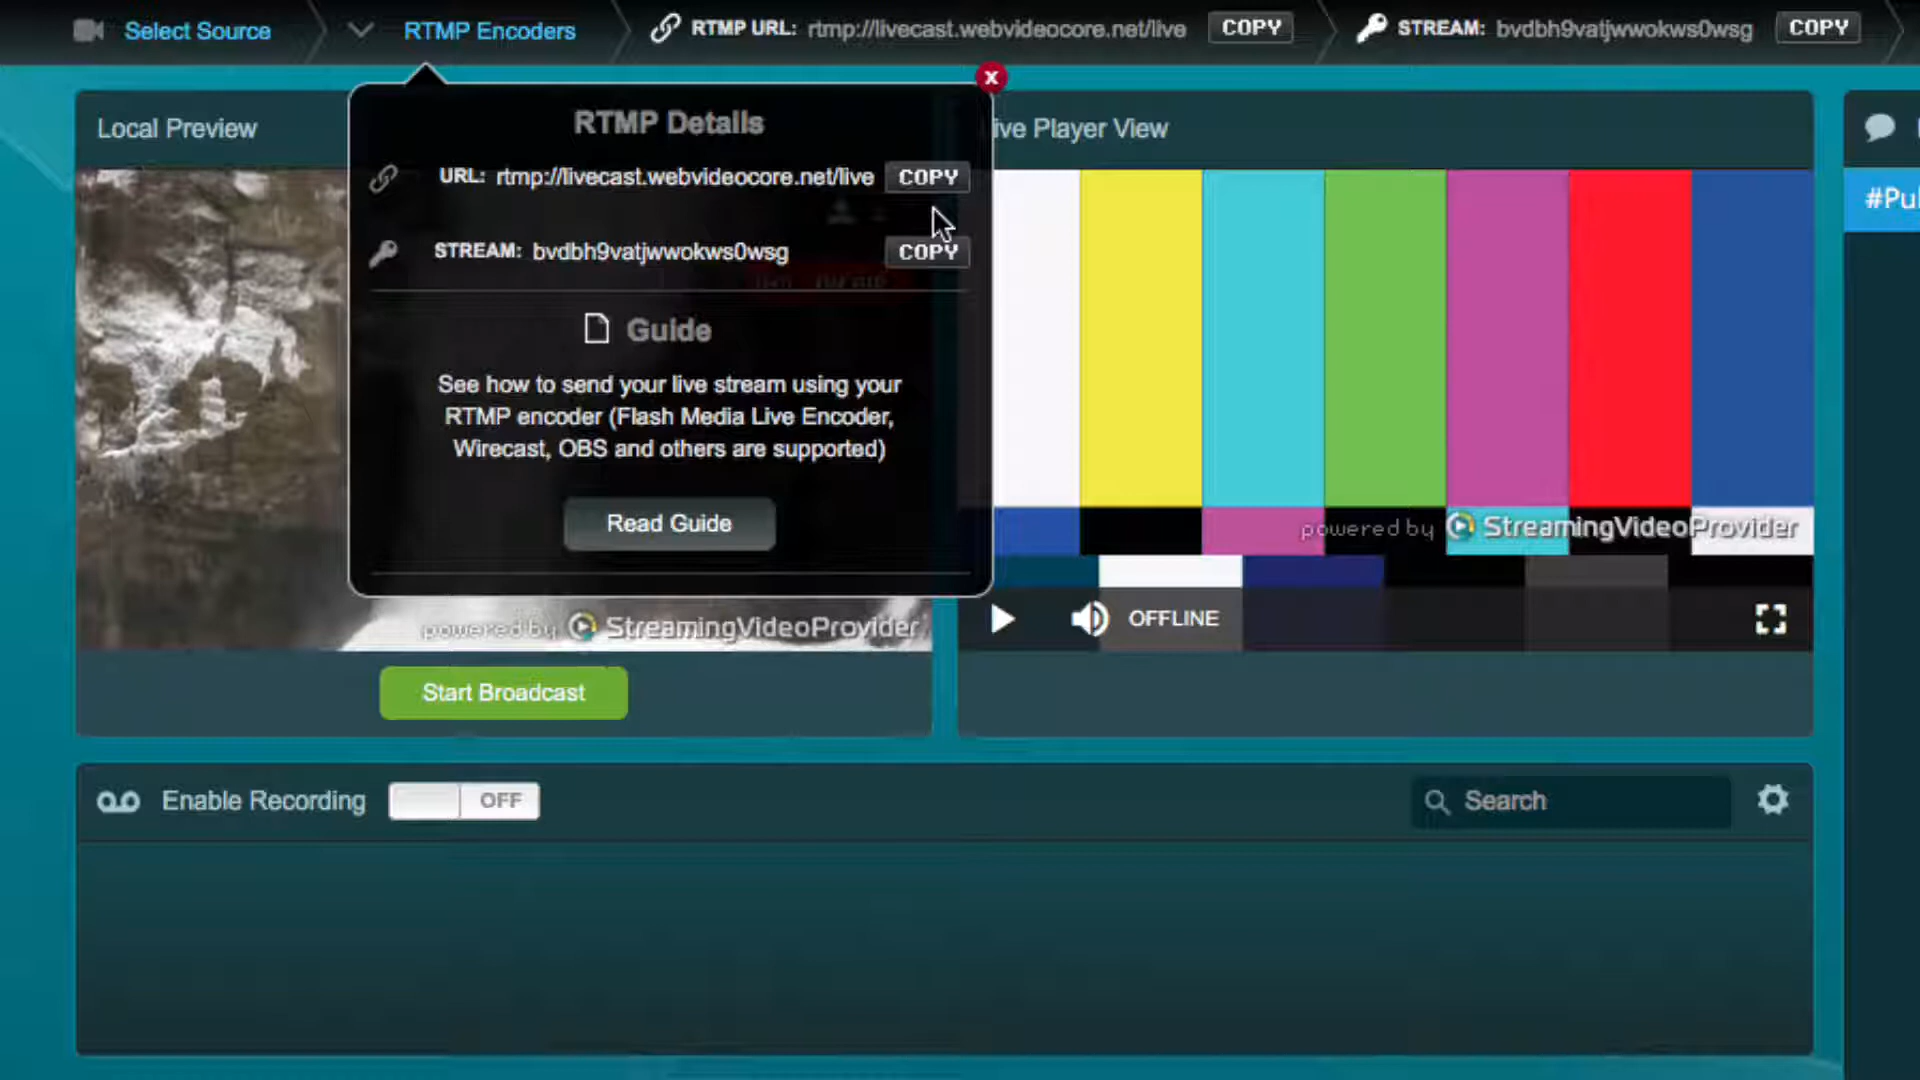 Select Source
RTMP Encoders
RTMP URL: rtmp://livecast.webvideocore.net/live COPY
STREAM: bvdbh9vatjwwokws0wsg COPY
x
Local Preview
RTMP Details
URL: rtmp://livecast.webvideocore.net/live COPY
STREAM: bvdbh9vatjwwokws0wsg COPY
Guide
See how to send your live stream using your
RTMP encoder (Flash Media Live Encoder,
Wirecast, OBS and others are supported)
Read Guide
powered by StreamingVideoProvider
Start Broadcast
ive Player View
powered by StreamingVideoProvider
OFFLINE
#Pu
Enable Recording OFF
Search